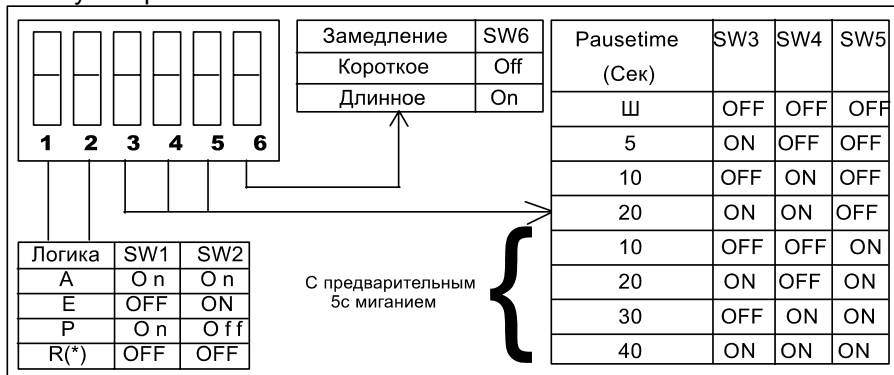 1 2 3 4 5 6
Замедление SW6
Короткое Off
Длинное On
Pausetime (Сек) SW3 SW4 SW5
Ш OFF OFF OFF
5 ON OFF OFF
10 OFF ON OFF
20 ON ON OFF
10 OFF OFF ON
20 ON OFF ON
30 OFF ON ON
40 ON ON ON
Логика SW1 SW2
A On On
E OFF ON
P On Off
R(*) OFF OFF
С предварительным
5с миганием